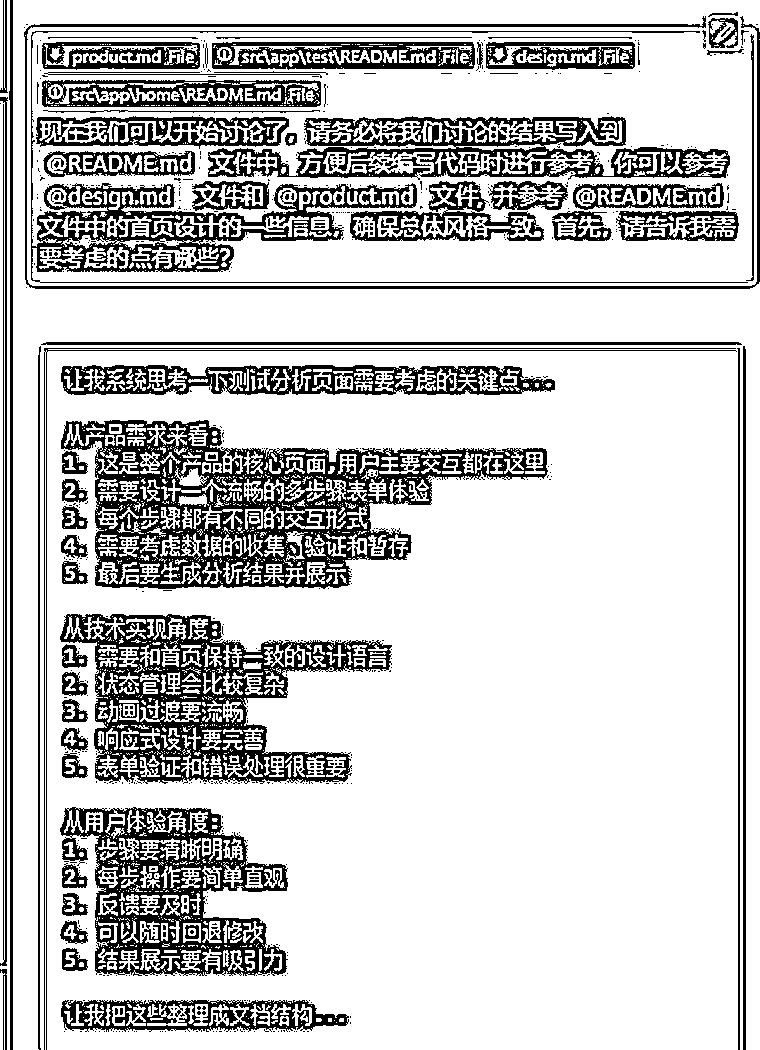 product.md File src\app\test\README.md File design.md File
src\app\home\README.md File
现在我们可以开始讨论了，请务必将我们讨论的结果写入到
@README.md 文件中，方便后续编写代码时进行参考，你可以参考
@design.md 文件和 @product.md 文件，并参考 @README.md
文件中的首页设计的一些信息，确保总体风格一致。首先，请告诉我需
要考虑的点有哪些？
让我系统思考一下测试分析页面需要考虑的关键点...
从产品需求来看:
1. 这是整个产品的核心页面,用户主要交互都在这里
2. 需要设计一个流畅的多步骤表单体验
3. 每个步骤都有不同的交互形式
4. 需要考虑数据的收集、验证和暂存
5. 最后要生成分析结果并展示
从技术实现角度:
1. 需要和首页保持一致的设计语言
2. 状态管理会比较复杂
3. 动画过渡要流畅
4. 响应式设计要完善
5. 表单验证和错误处理很重要
从用户体验角度:
1. 步骤要清晰明确
2. 每步操作要简单直观
3. 反馈要及时
4. 可以随时回退修改
5. 结果展示要有吸引力
让我把这些整理成文档结构...